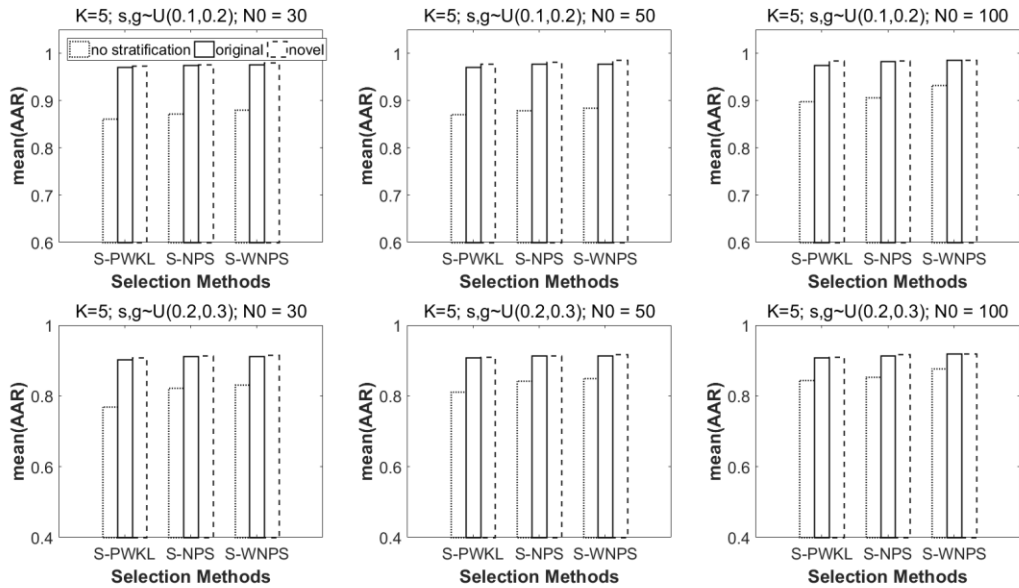 K=5; s,g~U(0.1,0.2); N0 = 30
no stratification original novel
mean(AAR)
1
0.9
0.8
0.7
0.6
S-PWKL S-NPS S-WNPS
Selection Methods
K=5; s,g~U(0.1,0.2); N0 = 50
mean(AAR)
1
0.9
0.8
0.7
0.6
S-PWKL S-NPS S-WNPS
Selection Methods
K=5; s,g~U(0.1,0.2); N0 = 100
mean(AAR)
1
0.9
0.8
0.7
0.6
S-PWKL S-NPS S-WNPS
Selection Methods
K=5; s,g~U(0.2,0.3); N0 = 30
mean(AAR)
1
0.8
0.6
0.4
S-PWKL S-NPS S-WNPS
Selection Methods
K=5; s,g~U(0.2,0.3); N0 = 50
mean(AAR)
1
0.8
0.6
0.4
S-PWKL S-NPS S-WNPS
Selection Methods
K=5; s,g~U(0.2,0.3); N0 = 100
mean(AAR)
1
0.8
0.6
0.4
S-PWKL S-NPS S-WNPS
Selection Methods